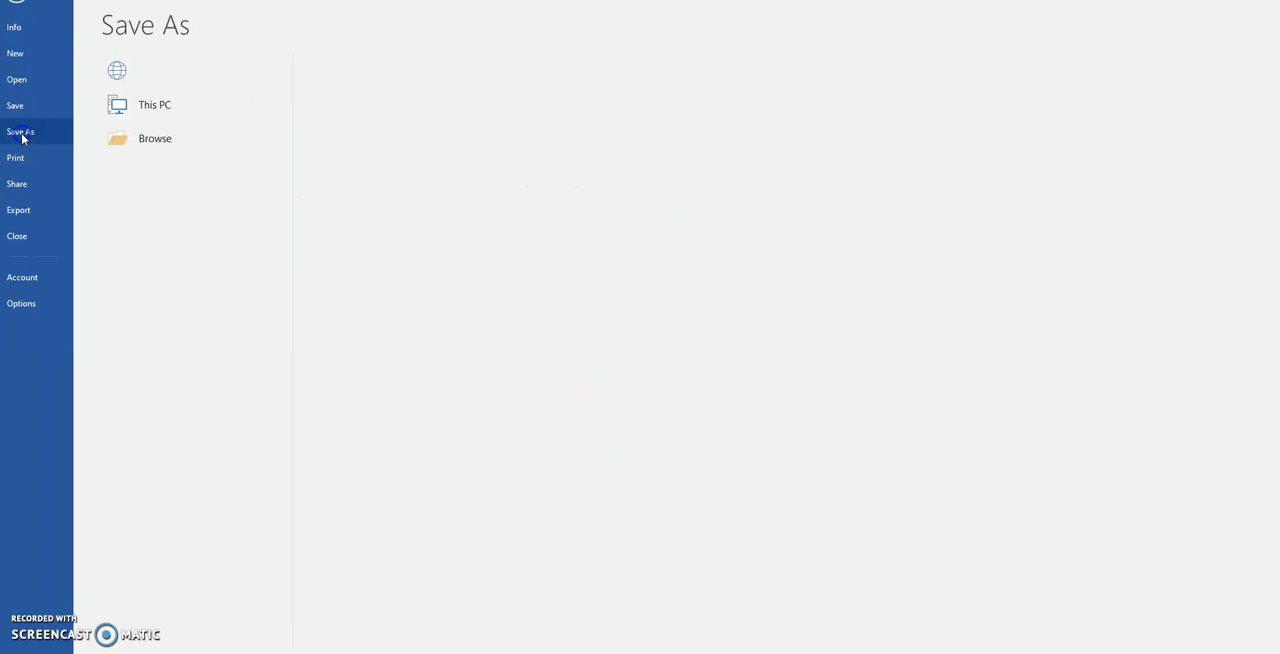 Save As
Info
New
Open
Save
Save As
Print
Share
Export
Close
Account
Options
This PC
Browse
RECORDED WITH
SCREENCAST MATIC